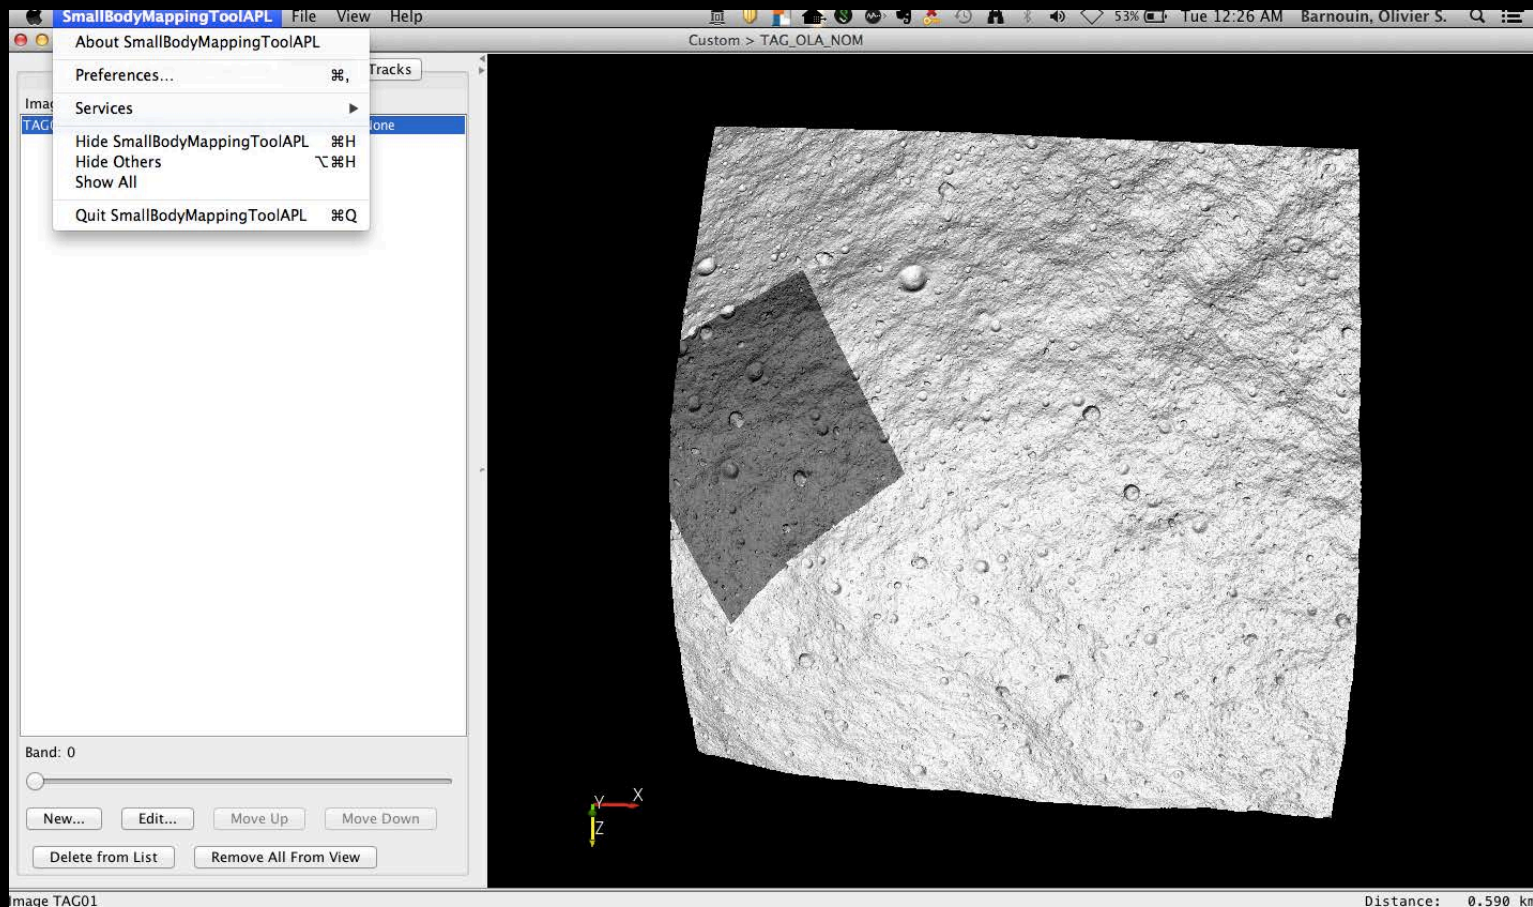 SmallBodyMappingToolAPL File View Help 53% Tue 12:26 AM Barnouin, Olivier S.
Custom > TAG_OLA_NOM
About SmallBodyMappingToolAPL
Preferences... ⌘,
Services ▶
Hide SmallBodyMappingToolAPL ⌘H
Hide Others ⌥⌘H
Show All
Quit SmallBodyMappingToolAPL ⌘Q
Tracks
Band: 0
New... Edit... Move Up Move Down
Delete from List Remove All From View
Y X
Z
Image TAG01 Distance: 0.590 km